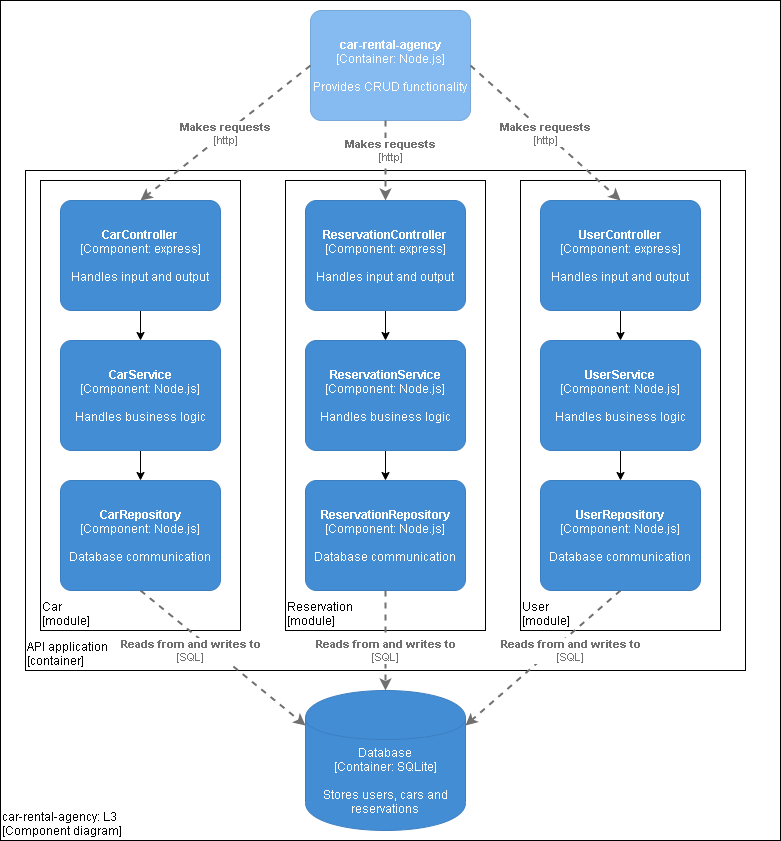 car-rental-agency
[Container: Node.js]
Provides CRUD functionality
Makes requests
[http]
Makes requests
[http]
Makes requests
[http]
CarController
[Component: express]
Handles input and output
ReservationController
[Component: express]
Handles input and output
UserController
[Component: express]
Handles input and output
CarService
[Component: Node.js]
Handles business logic
ReservationService
[Component: Node.js]
Handles business logic
UserService
[Component: Node.js]
Handles business logic
CarRepository
[Component: Node.js]
Database communication
ReservationRepository
[Component: Node.js]
Database communication
UserRepository
[Component: Node.js]
Database communication
Car
[module]
Reservation
[module]
User
[module]
API application
[container]
Reads from and writes to
[SQL]
Reads from and writes to
[SQL]
Reads from and writes to
[SQL]
Database
[Container: SQLite]
Stores users, cars and
reservations
car-rental-agency: L3
[Component diagram]